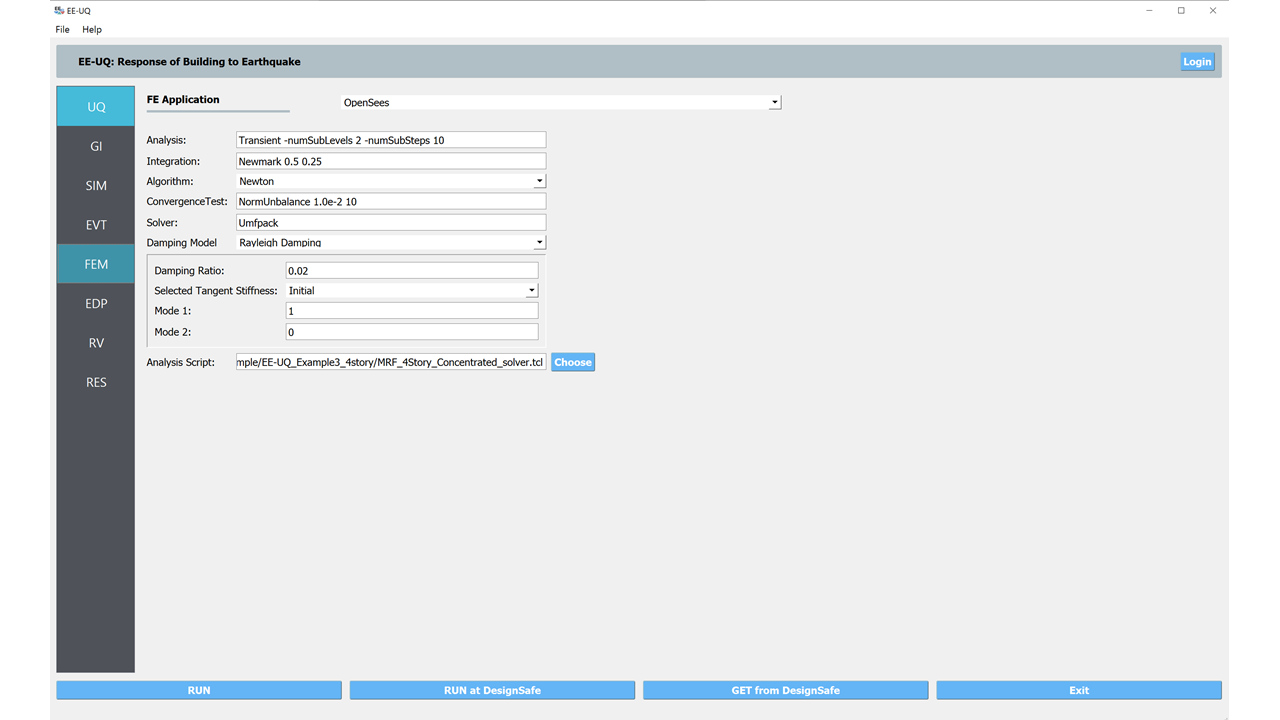 EE-UQ
File Help
EE-UQ: Response of Building to Earthquake
Login
UQ
GI
SIM
EVT
FEM
EDP
RV
RES
FE Application
OpenSees
Analysis: Transient -numSubLevels 2 -numSubSteps 10
Integration: Newmark 0.5 0.25
Algorithm: Newton
ConvergenceTest: NormUnbalance 1.0e-2 10
Solver: Umfpack
Damping Model Rayleigh Damping
Damping Ratio: 0.02
Selected Tangent Stiffness: Initial
Mode 1: 1
Mode 2: 0
Analysis Script: mple/EE-UQ_Example3_4story/MRF_4Story_Concentrated_solver.tcl Choose
RUN
RUN at DesignSafe
GET from DesignSafe
Exit